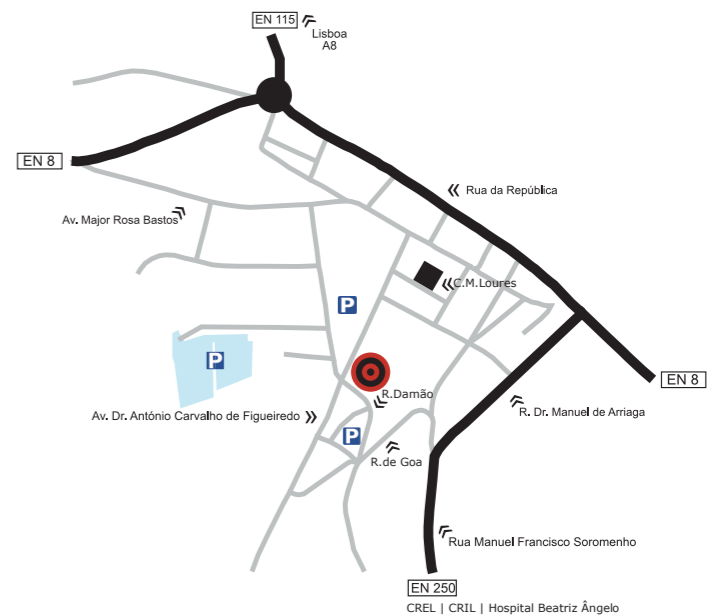 EN 115
Lisboa
A8
EN 8
Rua da República
Av. Major Rosa Bastos
C.M.Loures
P
P
EN 8
R.Damão
R. Dr. Manuel de Arriaga
Av. Dr. António Carvalho de Figueiredo
P
R.de Goa
Rua Manuel Francisco Soromenho
EN 250
CREL | CRIL | Hospital Beatriz Ângelo